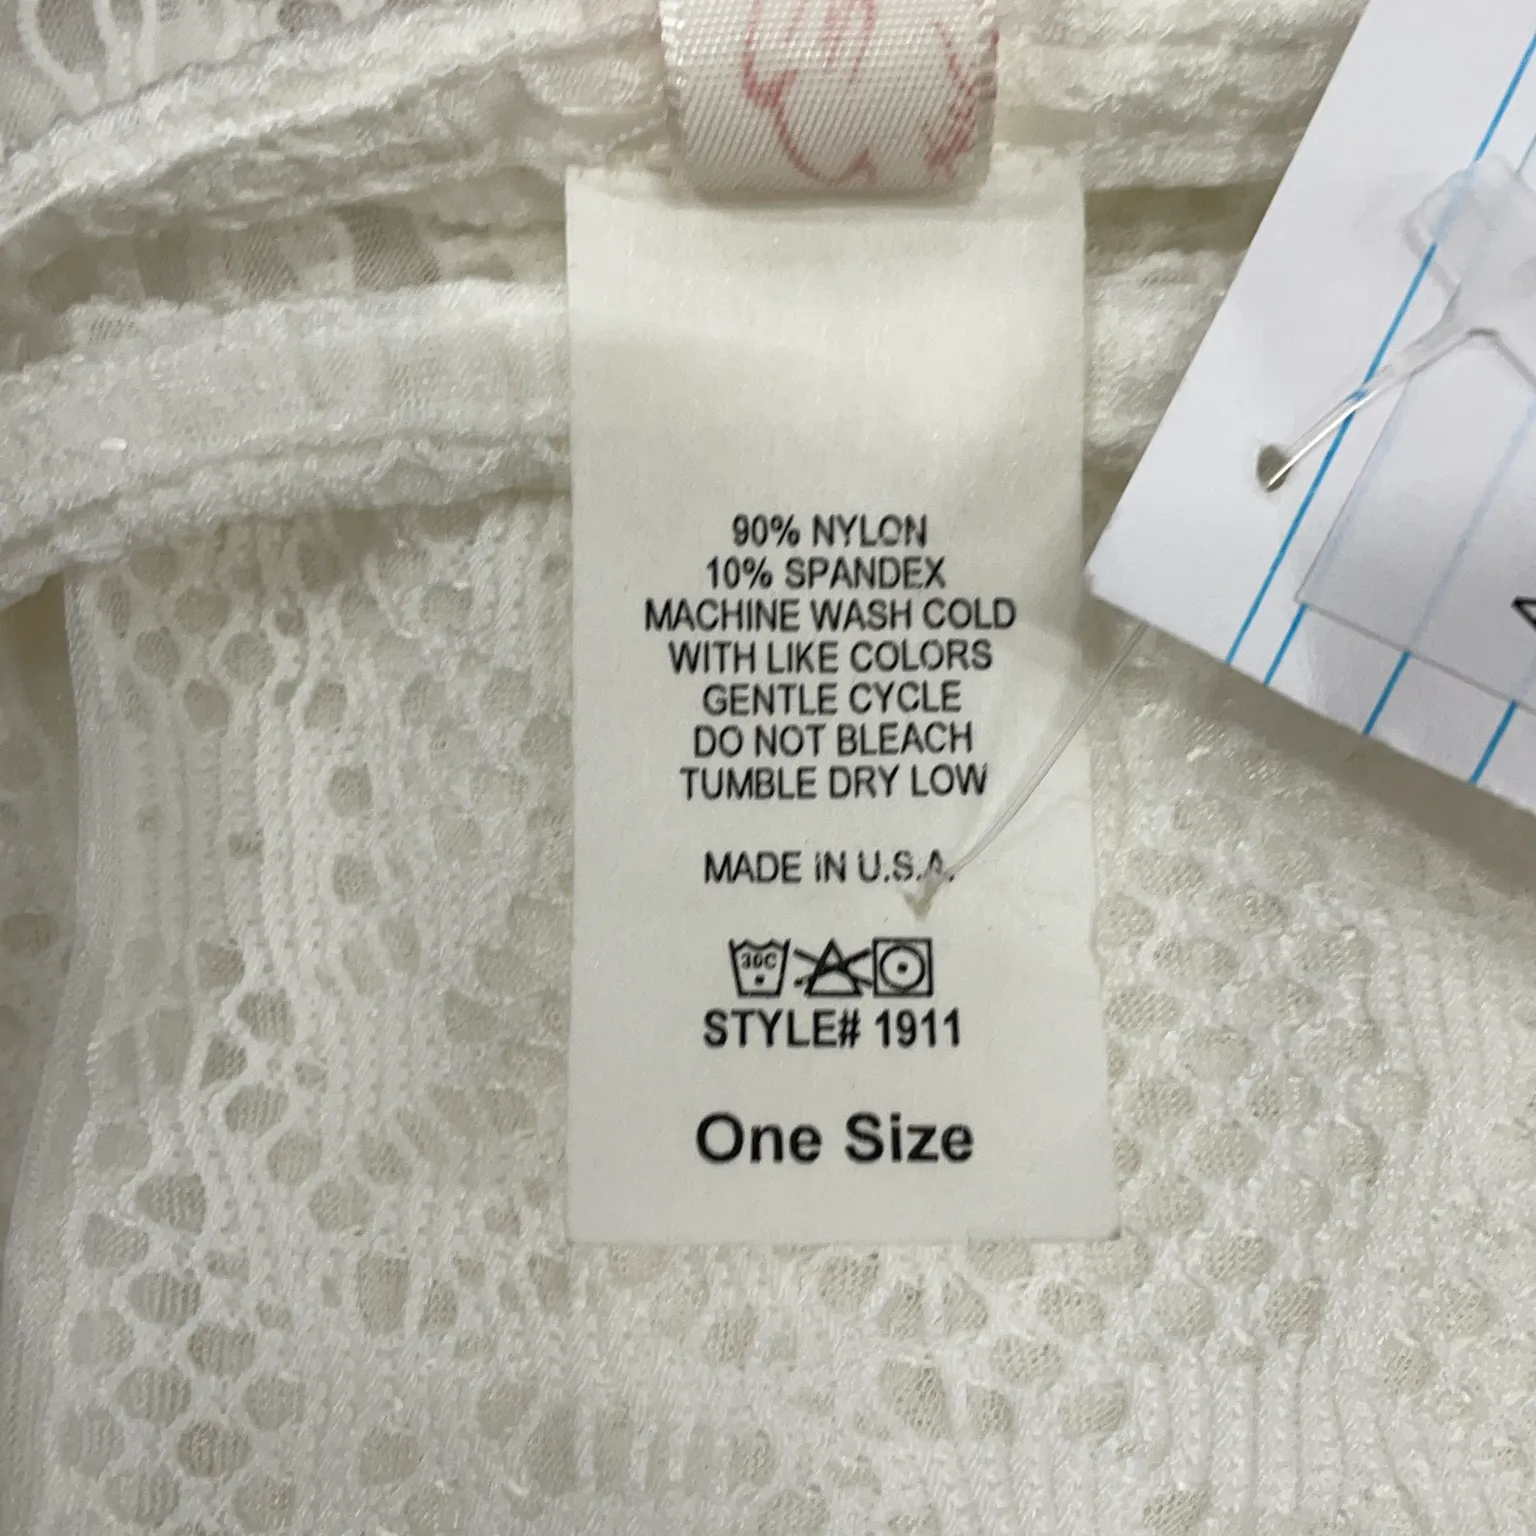 90% NYLON
10% SPANDEX
MACHINE WASH COLD
WITH LIKE COLORS
GENTLE CYCLE
DO NOT BLEACH
TUMBLE DRY LOW
MADE IN U.S.A.
30C
STYLE# 1911
One Size